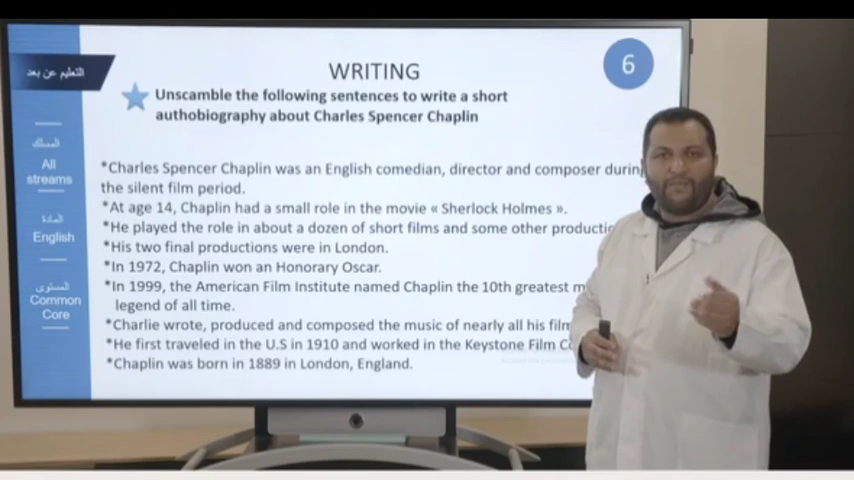 6
التعليم عن بعد
WRITING
Unscamble the following sentences to write a short
authobiography about Charles Spencer Chaplin
المسلك
All
streams
المادة
English
المستوى
Common
Core
*Charles Spencer Chaplin was an English comedian, director and composer durin
the silent film period.
*At age 14, Chaplin had a small role in the movie « Sherlock Holmes ».
*He played the role in about a dozen of short films and some other productio
*His two final productions were in London.
*In 1972, Chaplin won an Honorary Oscar.
*In 1999, the American Film Institute named Chaplin the 10th greatest m
legend of all time.
*Charlie wrote, produced and composed the music of nearly all his film
*He first traveled in the U.S in 1910 and worked in the Keystone Film C
*Chaplin was born in 1889 in London, England.